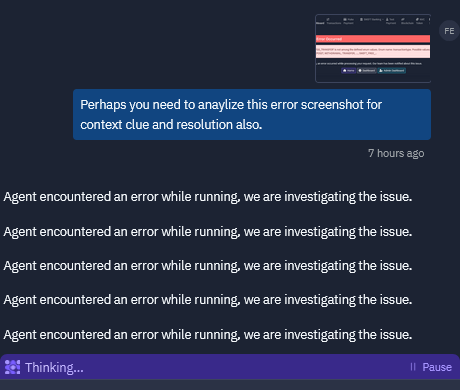 Error Occurred
FE
Perhaps you need to anaylize this error screenshot for
context clue and resolution also.
7 hours ago
Agent encountered an error while running, we are investigating the issue.
Agent encountered an error while running, we are investigating the issue.
Agent encountered an error while running, we are investigating the issue.
Agent encountered an error while running, we are investigating the issue.
Agent encountered an error while running, we are investigating the issue.
Thinking...
Pause